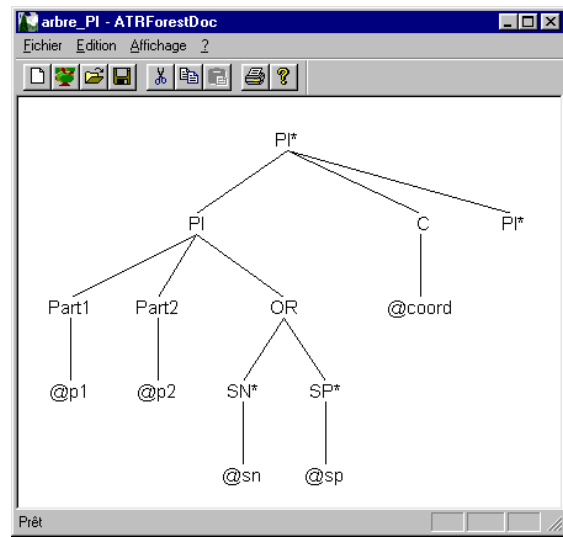 arbre_PI - ATRForestDoc
Fichier Edition Affichage ?
PI*
PI C PI*
Part1 Part2 OR @coord
@p1 @p2 SN* SP*
@sn @sp
Prêt